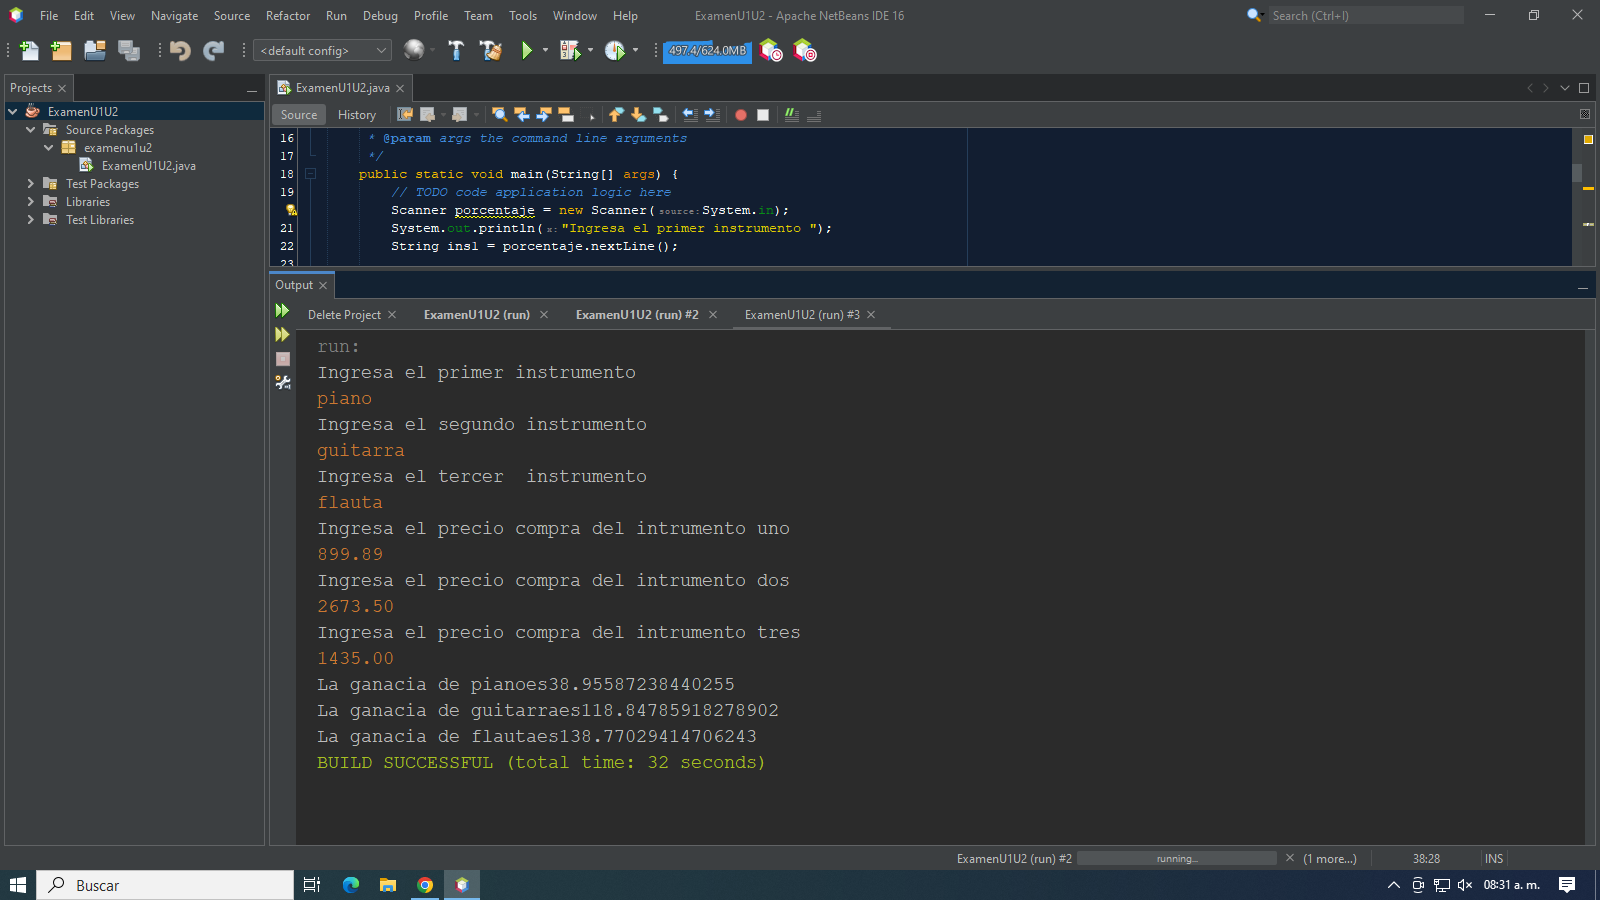 File Edit View Navigate Source Refactor Run Debug Profile Team Tools Window Help ExamenU1U2 - Apache NetBeans IDE 16 Search (Ctrl+I)
<default config> 497.4/624.0MB
Projects
ExamenU1U2
Source Packages
examenu1u2
ExamenU1U2.java
Test Packages
Libraries
Test Libraries
ExamenU1U2.java
Source History
16 * @param args the command line arguments
17 */
18 public static void main(String[] args) {
19 // TODO code application logic here
Scanner porcentaje = new Scanner(source:System.in);
21 System.out.println(x:"Ingresa el primer instrumento ");
22 String ins1 = porcentaje.nextLine();
23
Output
Delete Project ExamenU1U2 (run) ExamenU1U2 (run) #2 ExamenU1U2 (run) #3
run:
Ingresa el primer instrumento
piano
Ingresa el segundo instrumento
guitarra
Ingresa el tercer  instrumento
flauta
Ingresa el precio compra del intrumento uno
899.89
Ingresa el precio compra del intrumento dos
2673.50
Ingresa el precio compra del intrumento tres
1435.00
La ganacia de pianoes38.95587238440255
La ganacia de guitarraes118.84785918278902
La ganacia de flautaes138.77029414706243
BUILD SUCCESSFUL (total time: 32 seconds)
ExamenU1U2 (run) #2 running... (1 more...) 38:28 INS
Buscar 08:31 a. m.